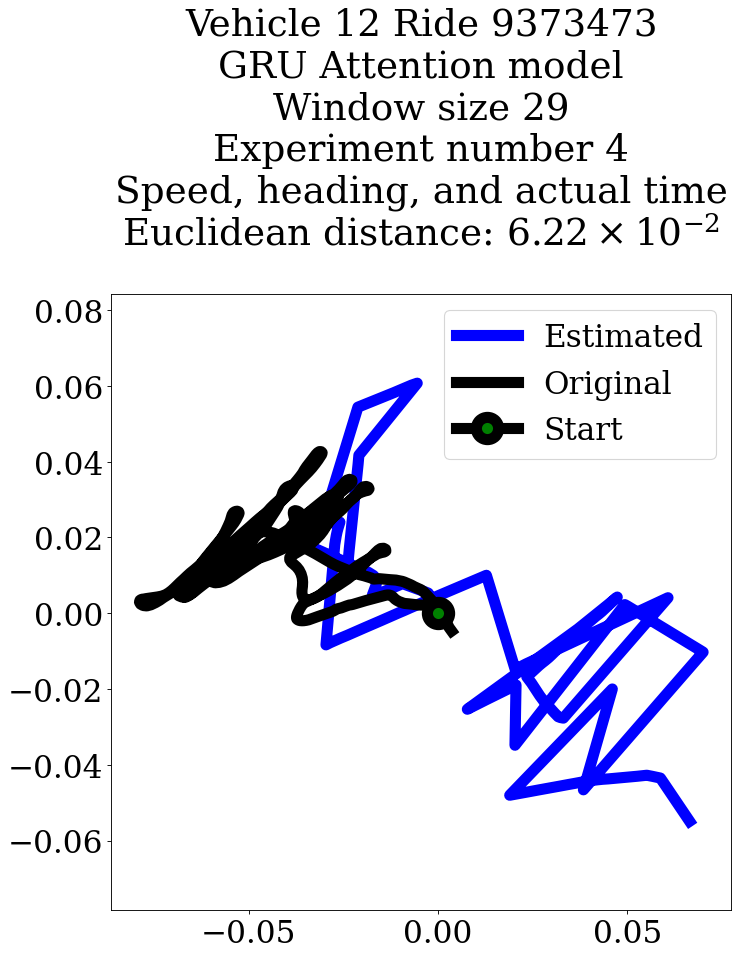 Vehicle 12 Ride 9373473
GRU Attention model
Window size 29
Experiment number 4
Speed, heading, and actual time
Euclidean distance: 6.22 × 10⁻²
0.08
0.06
0.04
0.02
0.00
−0.02
−0.04
−0.06
Estimated
Original
Start
−0.05
0.00
0.05